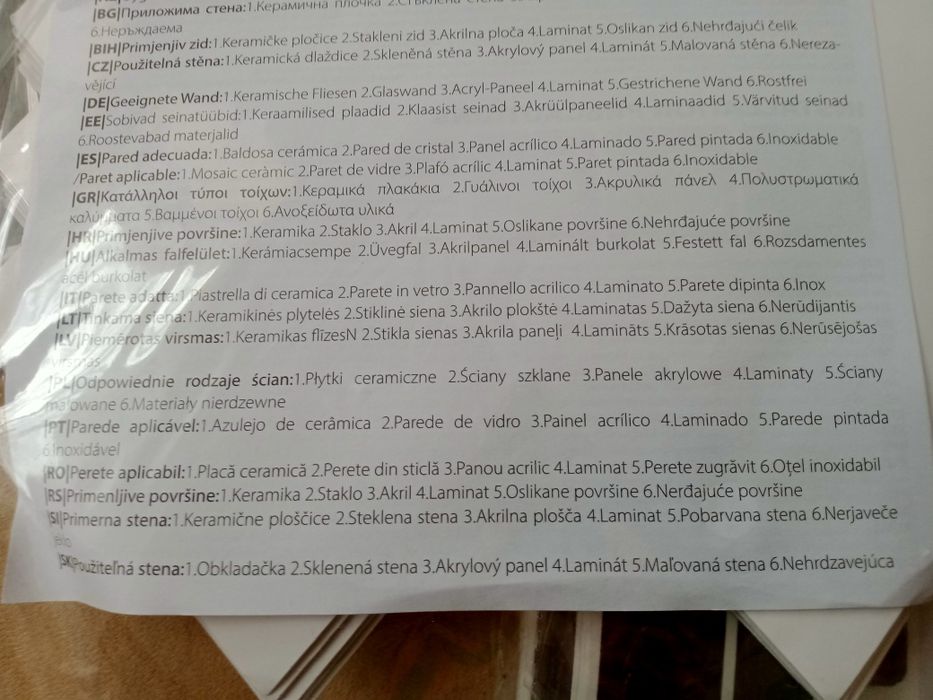 |BG|Приложима стена:1.Керамична плочка
6.Неръждаема
|BIH|Primjenjiv zid:1.Keramičke pločice 2.Stakleni zid 3.Akrilna ploča 4.Laminat 5.Oslikan zid 6.Nehrđajući čelik
|CZ|Použitelná stěna:1.Keramická dlaždice 2.Skleněná stěna 3.Akrylový panel 4.Laminát 5.Malovaná stěna 6.Nereza-
vějící
|DE|Geeignete Wand:1.Keramische Fliesen 2.Glaswand 3.Acryl-Paneel 4.Laminat 5.Gestrichene Wand 6.Rostfrei
|EE|Sobivad seinatüübid:1.Keraamilised plaadid 2.Klaasist seinad 3.Akrüülpaneelid 4.Laminaadid 5.Värvitud seinad
6.Roostevabad materjalid
|ES|Pared adecuada:1.Baldosa cerámica 2.Pared de cristal 3.Panel acrílico 4.Laminado 5.Pared pintada 6.Inoxidable
/Paret aplicable:1.Mosaic ceràmic 2.Paret de vidre 3.Plafó acrílic 4.Laminat 5.Paret pintada 6.Inoxidable
|GR|Κατάλληλοι τύποι τοίχων:1.Κεραμικά πλακάκια 2.Γυάλινοι τοίχοι 3.Ακρυλικά πάνελ 4.Πολυστρωματικά
καλύμματα 5.Βαμμένοι τοίχοι 6.Ανοξείδωτα υλικά
|HR|Primjenjive površine:1.Keramika 2.Staklo 3.Akril 4.Laminat 5.Oslikane površine 6.Nehrđajuće površine
|HU|Alkalmas falfelület:1.Kerámiacsempe 2.Üvegfal 3.Akrilpanel 4.Laminált burkolat 5.Festett fal 6.Rozsdamentes
acél burkolat
|IT|Parete adatta:1.Piastrella di ceramica 2.Parete in vetro 3.Pannello acrilico 4.Laminato 5.Parete dipinta 6.Inox
|LT|Tinkama siena:1.Keramikinės plytelės 2.Stiklinė siena 3.Akrilo plokštė 4.Laminatas 5.Dažyta siena 6.Nerūdijantis
|LV|Piemērotas virsmas:1.Keramikas flīzesN 2.Stikla sienas 3.Akrila paneļi 4.Lamināts 5.Krāsotas sienas 6.Nerūsējošas
virsmas
|PL|Odpowiednie rodzaje ścian:1.Płytki ceramiczne 2.Ściany szklane 3.Panele akrylowe 4.Laminaty 5.Ściany
malowane 6.Materiały nierdzewne
|PT|Parede aplicável:1.Azulejo de cerâmica 2.Parede de vidro 3.Painel acrílico 4.Laminado 5.Parede pintada
6.Inoxidável
|RO|Perete aplicabil:1.Placă ceramică 2.Perete din sticlă 3.Panou acrilic 4.Laminat 5.Perete zugrăvit 6.Oțel inoxidabil
|RS|Primenljive površine:1.Keramika 2.Staklo 3.Akril 4.Laminat 5.Oslikane površine 6.Nerđajuće površine
|SI|Primerna stena:1.Keramične ploščice 2.Steklena stena 3.Akrilna plošča 4.Laminat 5.Pobarvana stena 6.Nerjaveče
jeklo
|SK|Použiteľná stena:1.Obkladačka 2.Sklenená stena 3.Akrylový panel 4.Laminát 5.Maľovaná stena 6.Nehrdzavejúca